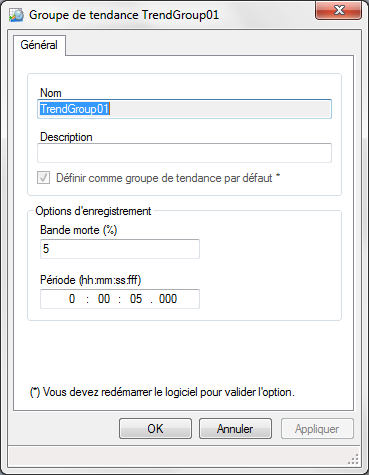 Groupe de tendance TrendGroup01
Général
Nom
TrendGroup01
Description
Définir comme groupe de tendance par défaut *
Options d'enregistrement
Bande morte (%)
5
Période (hh:mm:ss.fff)
0 : 00 : 05 . 000
(*) Vous devez redémarrer le logiciel pour valider l'option.
OK Annuler Appliquer